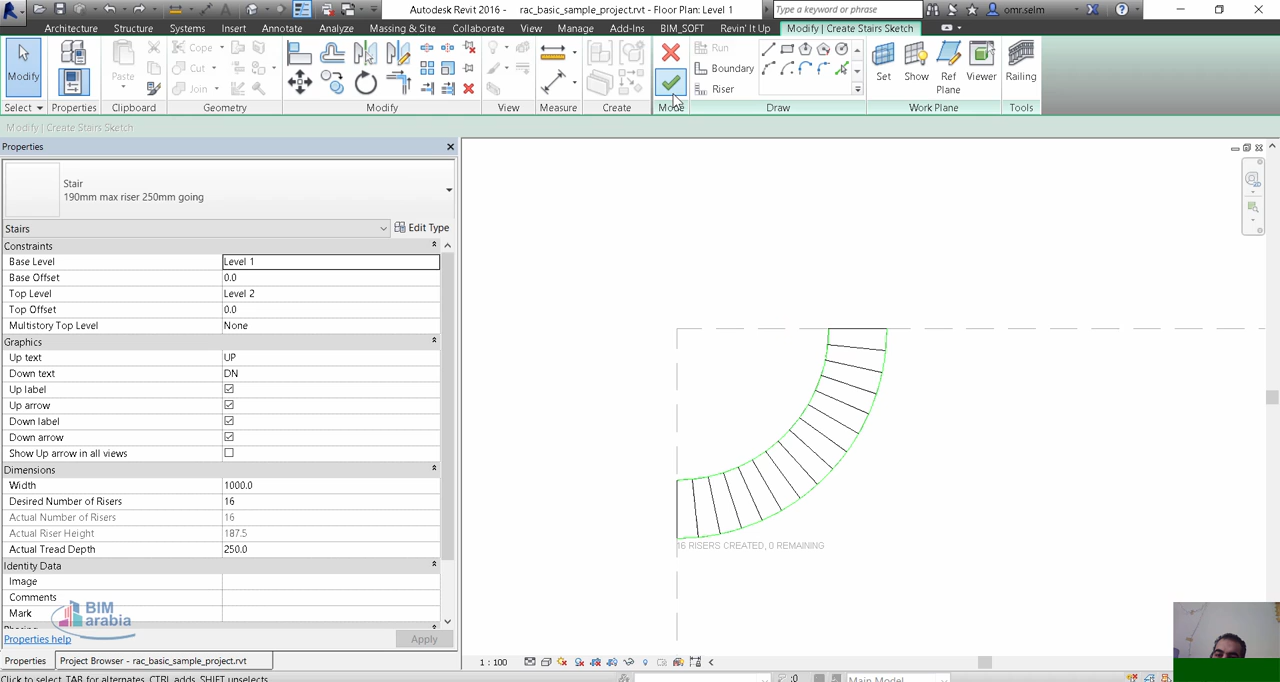 Autodesk Revit 2016 - rac_basic_sample_project.rvt - Floor Plan: Level 1
Type a keyword or phrase
omr.selm
Architecture Structure Systems Insert Annotate Analyze Massing & Site Collaborate View Manage Add-Ins BIM_SOFT Revin' It Up Modify | Create Stairs Sketch
Modify
Paste
Cope
Cut
Join
Run
Boundary
Riser
Set
Show
Ref
Plane
Viewer
Railing
Select
Properties
Clipboard
Geometry
Modify
View
Measure
Create
Mode
Draw
Work Plane
Tools
Modify | Create Stairs Sketch
Properties
Stair
190mm max riser 250mm going
Stairs
Edit Type
Constraints
Base Level Level 1
Base Offset 0.0
Top Level Level 2
Top Offset 0.0
Multistory Top Level None
Graphics
Up text UP
Down text DN
Up label
Up arrow
Down label
Down arrow
Show Up arrow in all views
Dimensions
Width 1000.0
Desired Number of Risers 16
Actual Number of Risers 16
Actual Riser Height 187.5
Actual Tread Depth 250.0
Identity Data
Image
Comments
Mark
BIM
arabia
Properties help
Apply
Properties
Project Browser - rac_basic_sample_project.rvt
16 RISERS CREATED, 0 REMAINING
1 : 100
Click to select, TAB for alternates, CTRL adds, SHIFT unselects.
:0
Main Model